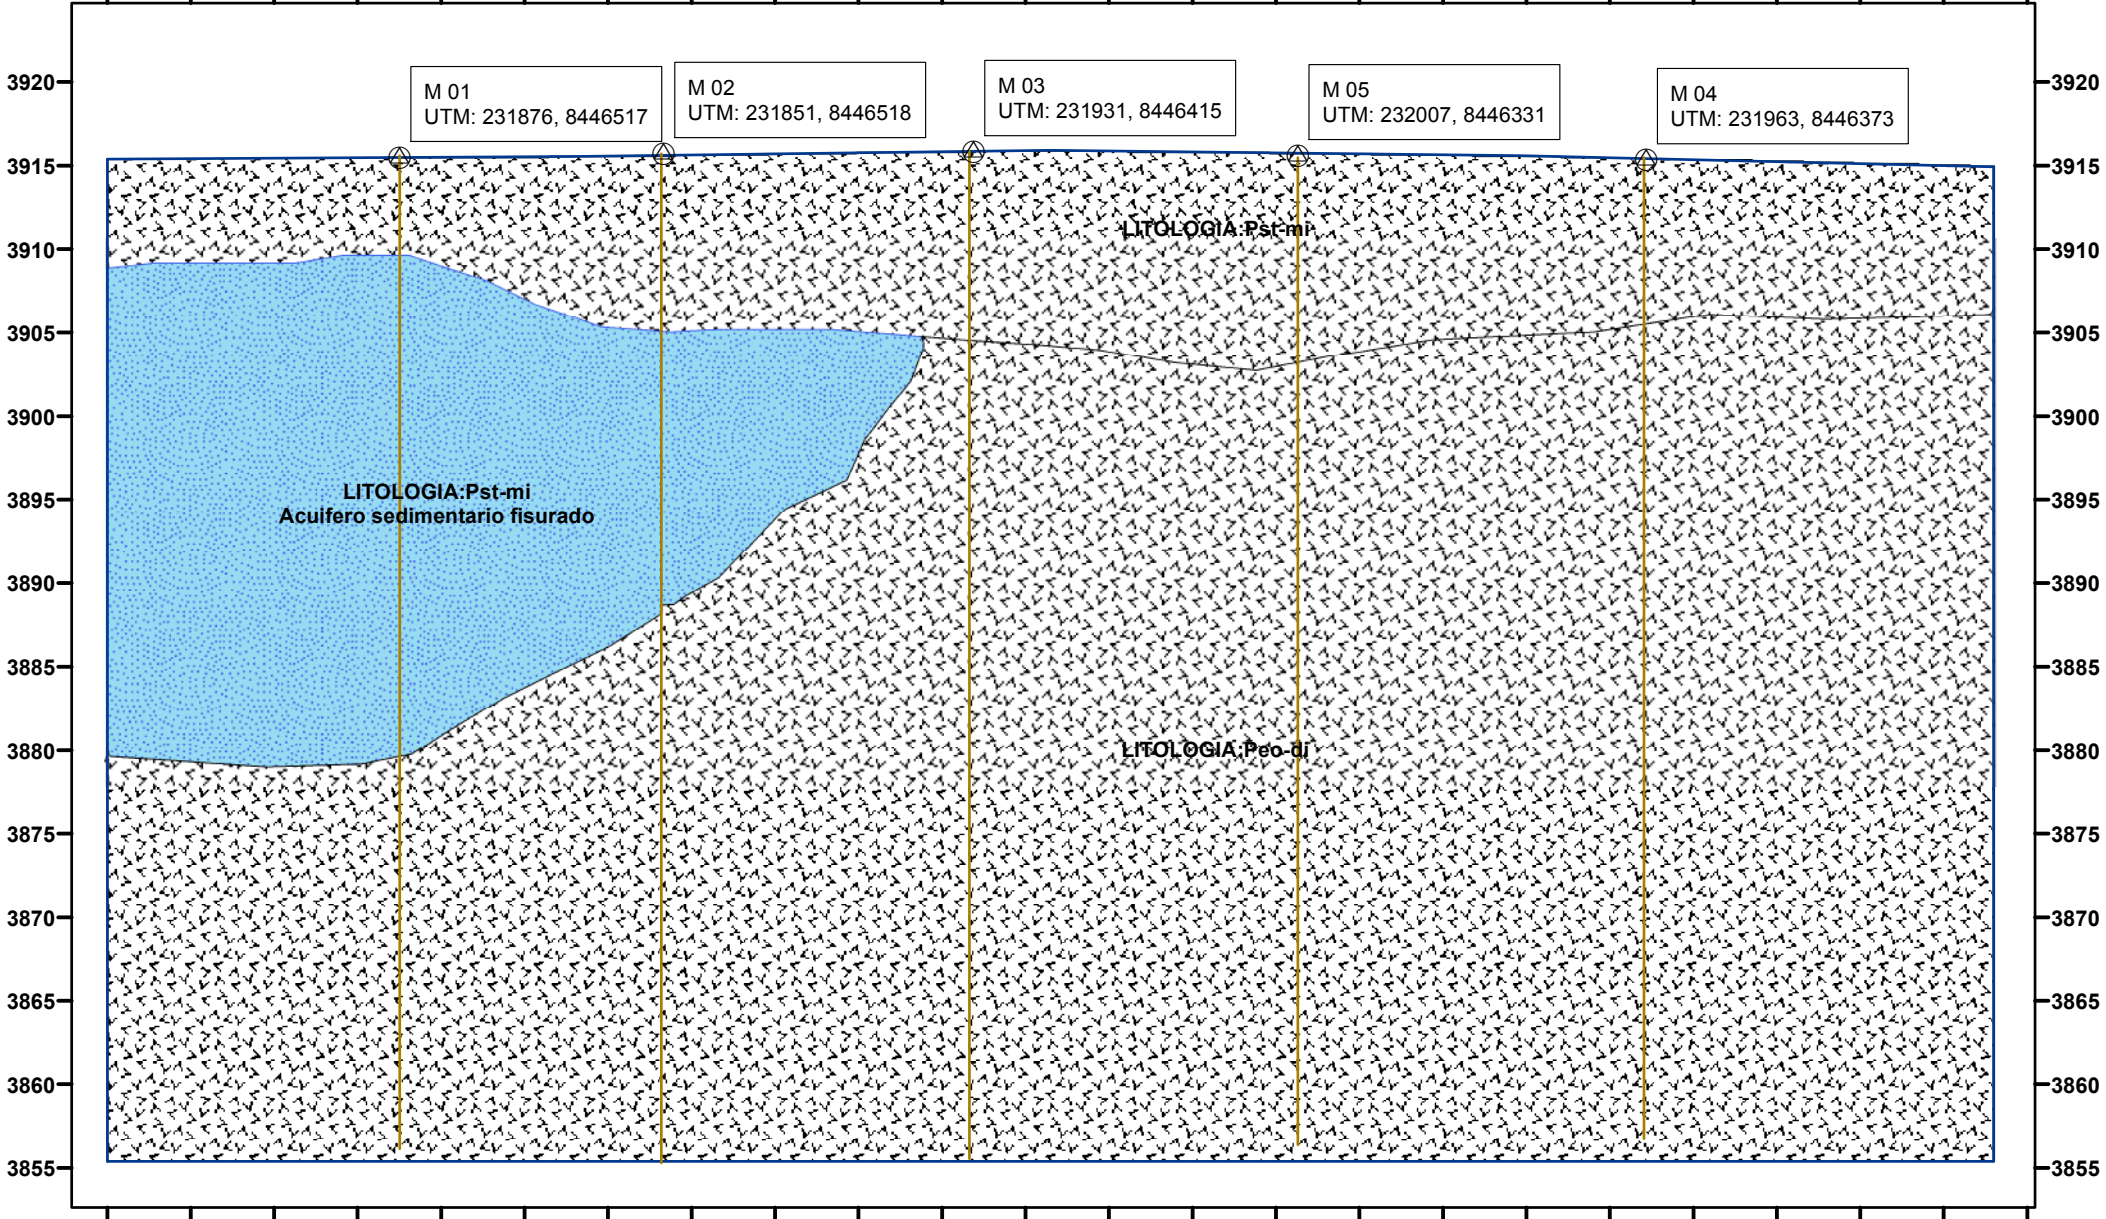 M 01
UTM: 231876, 8446517
M 02
UTM: 231851, 8446518
M 03
UTM: 231931, 8446415
M 05
UTM: 232007, 8446331
M 04
UTM: 231963, 8446373
3920
3915
3910
3905
3900
3895
3890
3885
3880
3875
3870
3865
3860
3855
LITOLOGIA:Pst-mi
LITOLOGIA:Pst-mi
Acuifero sedimentario fisurado
LITOLOGIA:Peo-di
3920
3915
3910
3905
3900
3895
3890
3885
3880
3875
3870
3865
3860
3855